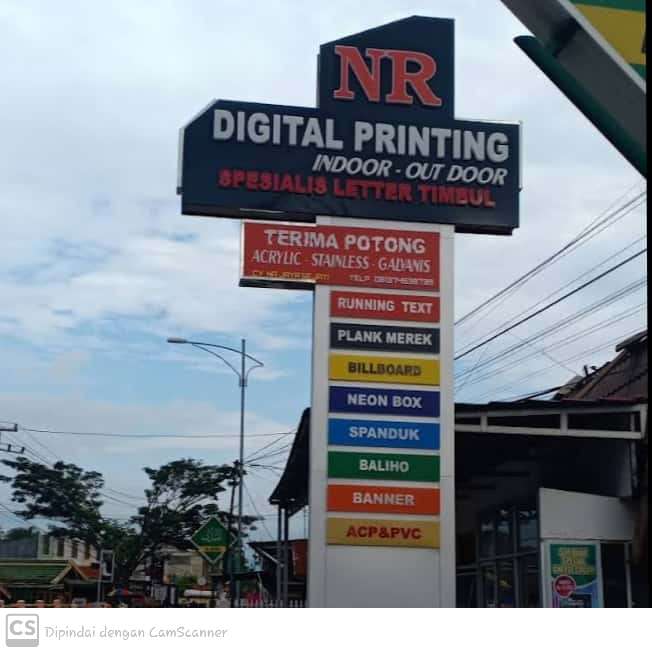 NR
DIGITAL PRINTING
INDOOR - OUT DOOR
SPESIALIS LETTER TIMBUL
TERIMA POTONG
ACRYLIC - STAINLESS - GALVANIS
RUNNING TEXT
PLANK MEREK
BILLBOARD
NEON BOX
SPANDUK
BALIHO
BANNER
ACP&PVC
CS Dipindai dengan CamScanner